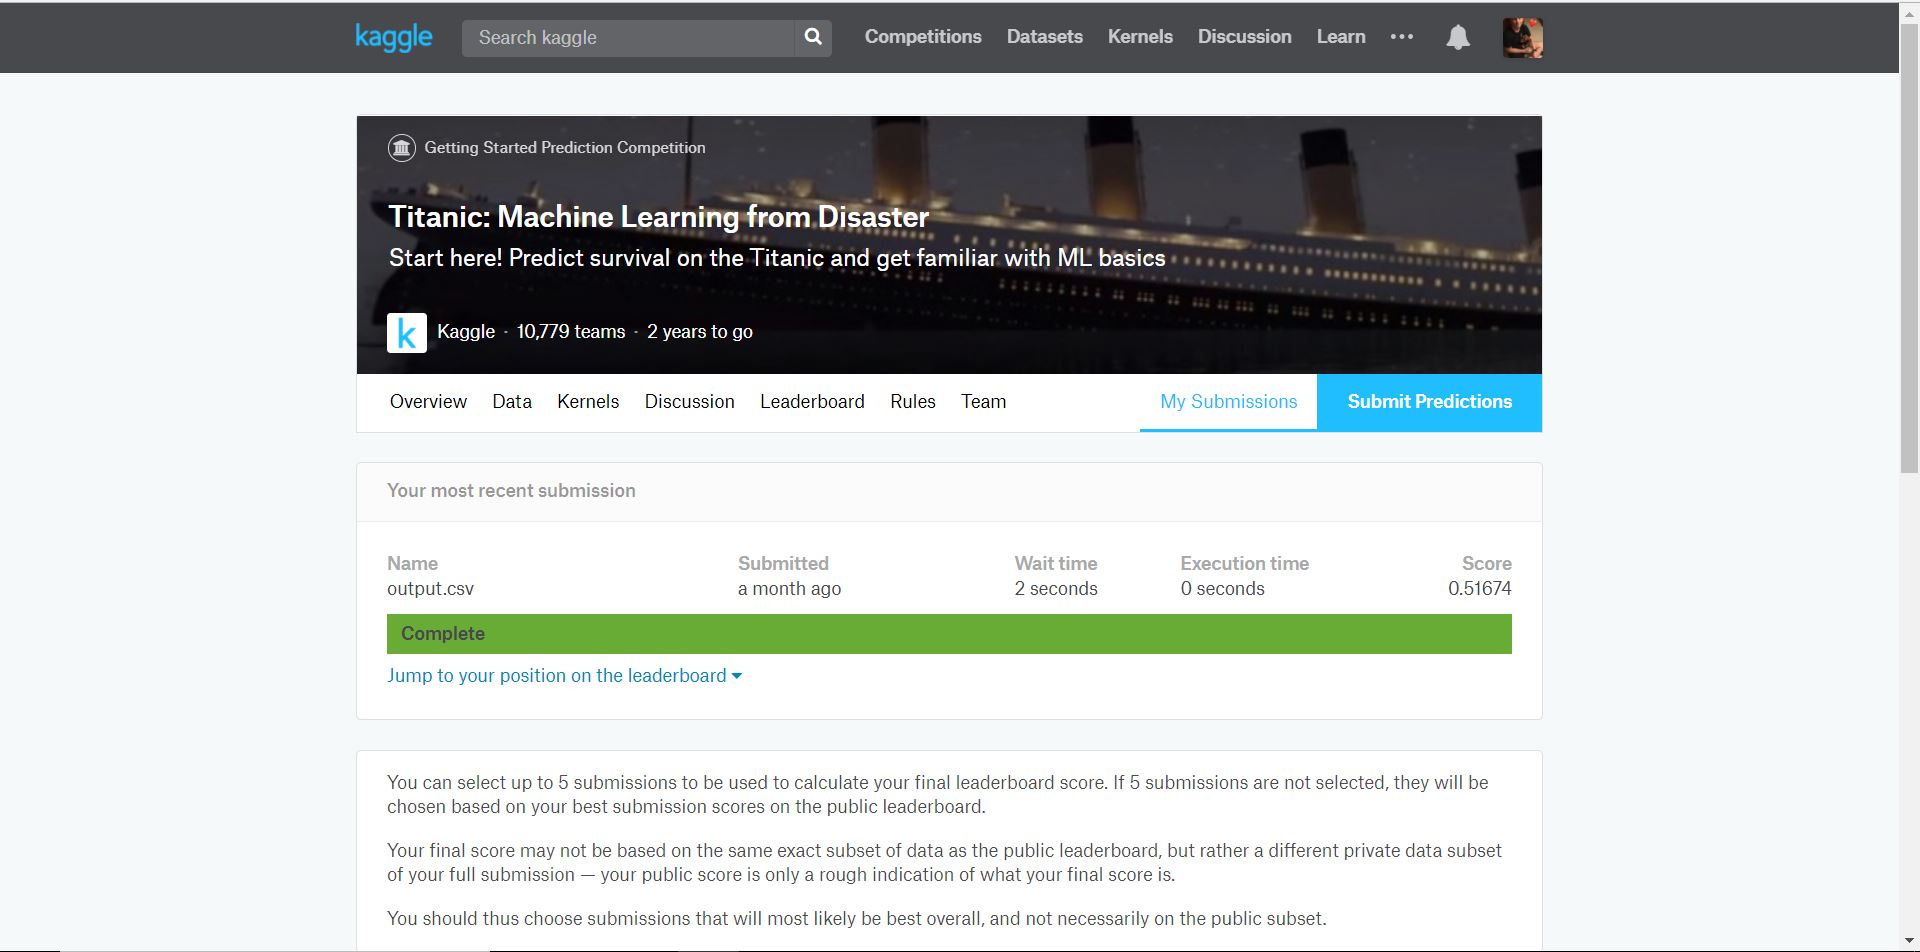 kaggle
Search kaggle
Competitions Datasets Kernels Discussion Learn
Getting Started Prediction Competition
Titanic: Machine Learning from Disaster
Start here! Predict survival on the Titanic and get familiar with ML basics
k Kaggle · 10,779 teams · 2 years to go
Overview Data Kernels Discussion Leaderboard Rules Team My Submissions Submit Predictions
Your most recent submission
Name Submitted Wait time Execution time Score
output.csv a month ago 2 seconds 0 seconds 0.51674
Complete
Jump to your position on the leaderboard
You can select up to 5 submissions to be used to calculate your final leaderboard score. If 5 submissions are not selected, they will be
chosen based on your best submission scores on the public leaderboard.
Your final score may not be based on the same exact subset of data as the public leaderboard, but rather a different private data subset
of your full submission — your public score is only a rough indication of what your final score is.
You should thus choose submissions that will most likely be best overall, and not necessarily on the public subset.